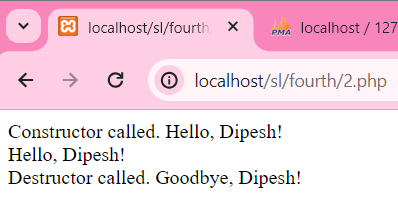 localhost/sl/fourth/
PMA
localhost / 127
localhost/sl/fourth/2.php
Constructor called. Hello, Dipesh!
Hello, Dipesh!
Destructor called. Goodbye, Dipesh!